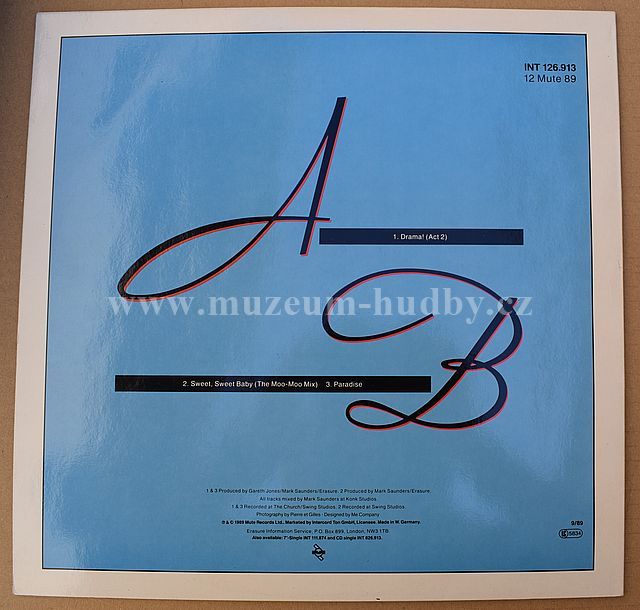 INT 126.913
12 Mute 89
A
1. Drama! (Act 2)
www.muzeum-hudby.cz
B
2. Sweet, Sweet Baby (The Moo-Moo Mix) 3. Paradise
1 & 3 Produced by Gareth Jones/Mark Saunders/Erasure. 2 Produced by Mark Saunders/Erasure.
All tracks mixed by Mark Saunders at Konk Studios.
1 & 3 Recorded at The Church/Swing Studios. 2 Recorded at Swing Studios.
Photography by Pierre et Gilles · Designed by Me Company
℗ & © 1989 Mute Records Ltd., Marketed by Intercord Ton GmbH, Licensee. Made in W. Germany.
Erasure Information Service: P.O. Box 899, London, NW3 1TB.
Also available: 7"-Single INT 111.874 and CD single INT 826.913.
9/89
5834